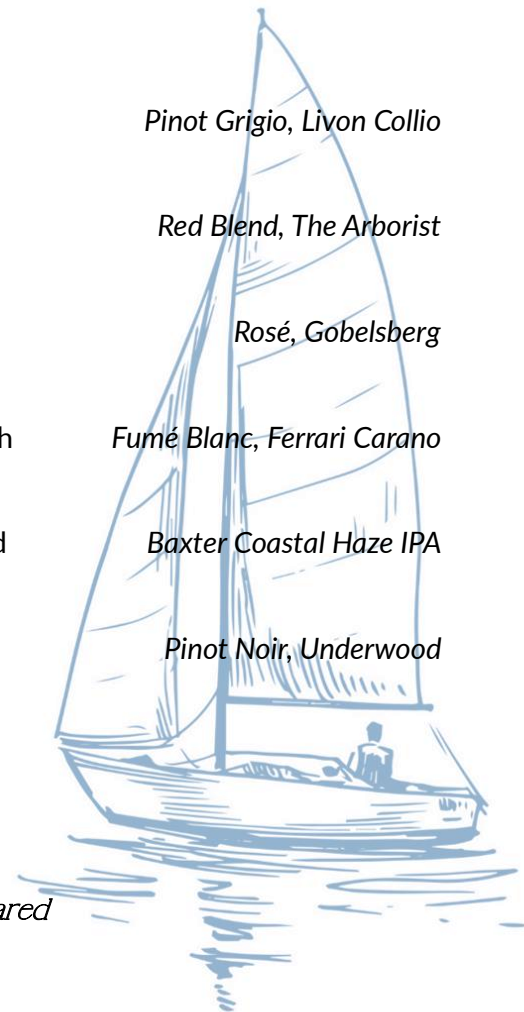 Pinot Grigio, Livon Collio
Red Blend, The Arborist
Rosé, Gobelsberg
h Fumé Blanc, Ferrari Carano
d Baxter Coastal Haze IPA
Pinot Noir, Underwood
ared